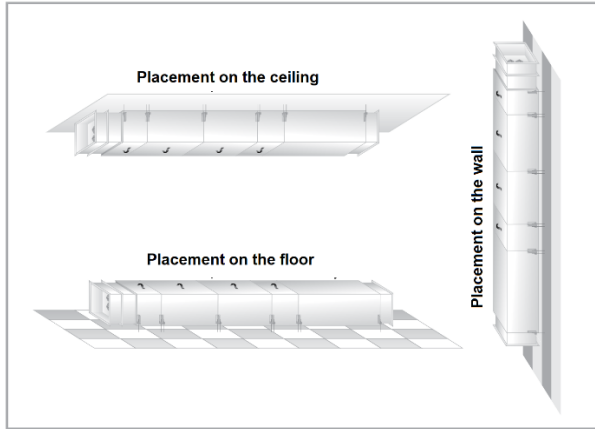 Placement on the ceiling
Placement on the floor
Placement on the wall